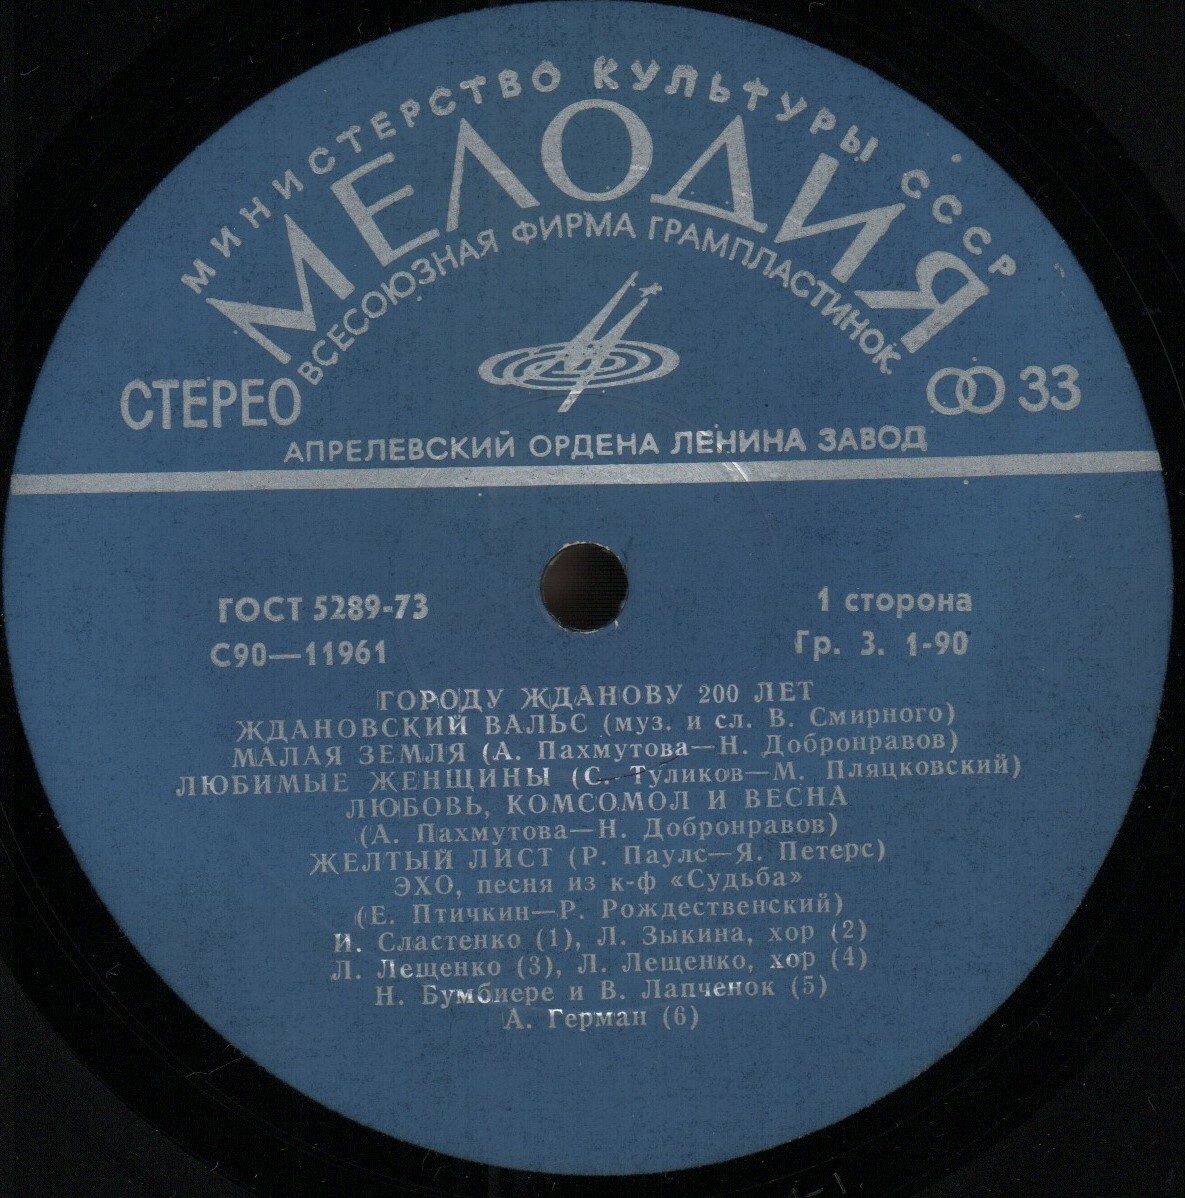 МИНИСТЕРСТВО КУЛЬТУРЫ СССР
МЕЛОДИЯ
ВСЕСОЮЗНАЯ ФИРМА ГРАМПЛАСТИНОК
СТЕРЕО
33
АПРЕЛЕВСКИЙ ОРДЕНА ЛЕНИНА ЗАВОД
ГОСТ 5289-73
1 сторона
С90—11961
Гр. 3. 1-90
ГОРОДУ ЖДАНОВУ 200 ЛЕТ
ЖДАНОВСКИЙ ВАЛЬС (муз. и сл. В. Смирного)
МАЛАЯ ЗЕМЛЯ (А. Пахмутова—Н. Добронравов)
ЛЮБИМЫЕ ЖЕНЩИНЫ (С. Туликов—М. Пляцковский)
ЛЮБОВЬ, КОМСОМОЛ И ВЕСНА
(А. Пахмутова—Н. Добронравов)
ЖЕЛТЫЙ ЛИСТ (Р. Паулс—Я. Петерс)
ЭХО, песня из к-ф «Судьба»
(Е. Птичкин—Р. Рождественский)
И. Сластенко (1), Л. Зыкина, хор (2)
Л. Лещенко (3), Л. Лещенко, хор (4)
Н. Бумбиере и В. Лапченок (5)
А. Герман (6)